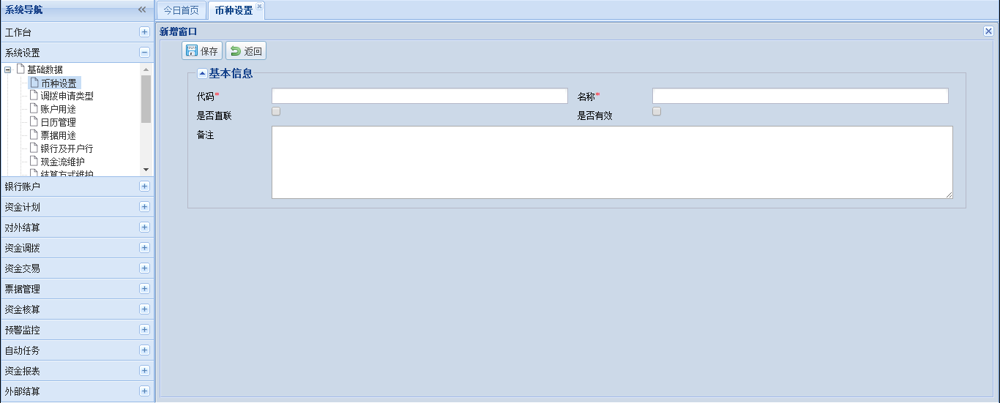 系统导航
今日首页
币种设置
工作台
系统设置
基础数据
币种设置
调拨申请类型
账户用途
日历管理
票据用途
银行及开户行
现金流维护
结算方式维护
银行账户
资金计划
对外结算
资金调拨
资金交易
票据管理
资金核算
预警监控
自动任务
资金报表
外部结算
新增窗口
保存 返回
基本信息
代码* 名称*
是否直联 是否有效
备注